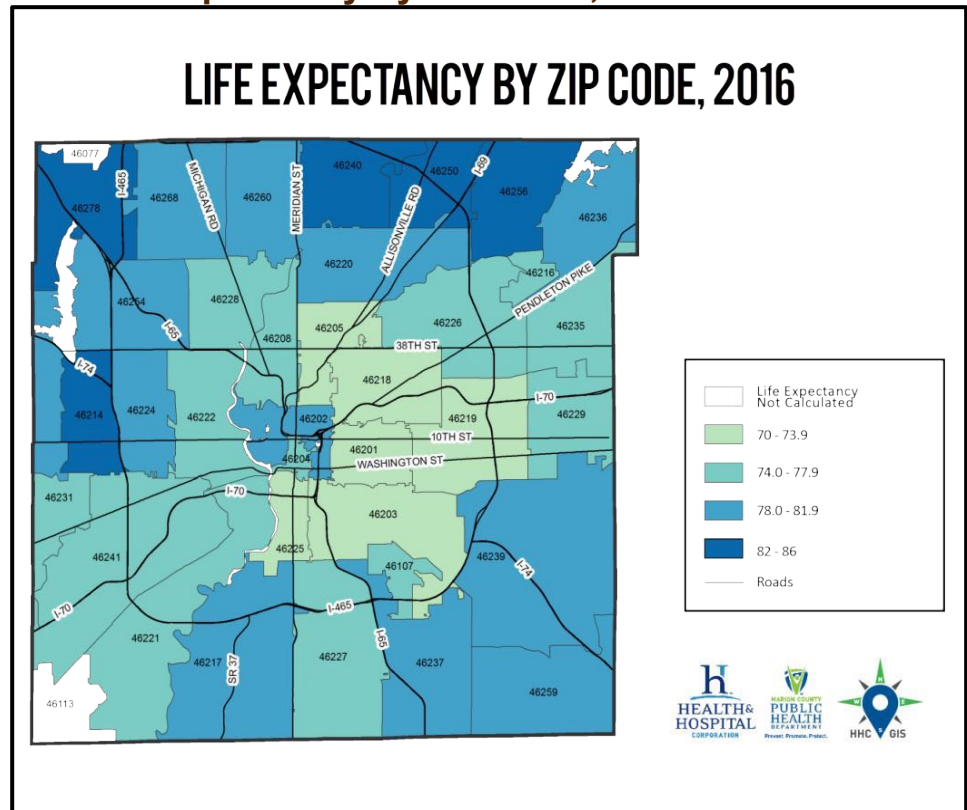 LIFE EXPECTANCY BY ZIP CODE, 2016
46077
I-465
46278
46268
MICHIGAN RD
46260
MERIDIAN ST
46240
46250
I-69
46256
ALLISONVILLE RD
46236
46220
46254
46228
46216
PENDLETON PIKE
I-65
46208
46205
46226
46235
38TH ST
I-74
46218
46214
46224
46222
46202
46219
I-70
46229
10TH ST
46201
46204
WASHINGTON ST
46231
I-70
46203
46241
46225
46107
46239
I-74
I-70
I-465
46221
I-65
46217
SR 37
46227
46237
46113
46259
Life Expectancy
Not Calculated
70 - 73.9
74.0 - 77.9
78.0 - 81.9
82 - 86
Roads
h
HEALTH&
HOSPITAL
CORPORATION
MARION COUNTY
PUBLIC
HEALTH
DEPARTMENT
Prevent. Promote. Protect.
N
W
E
S
HHC GIS